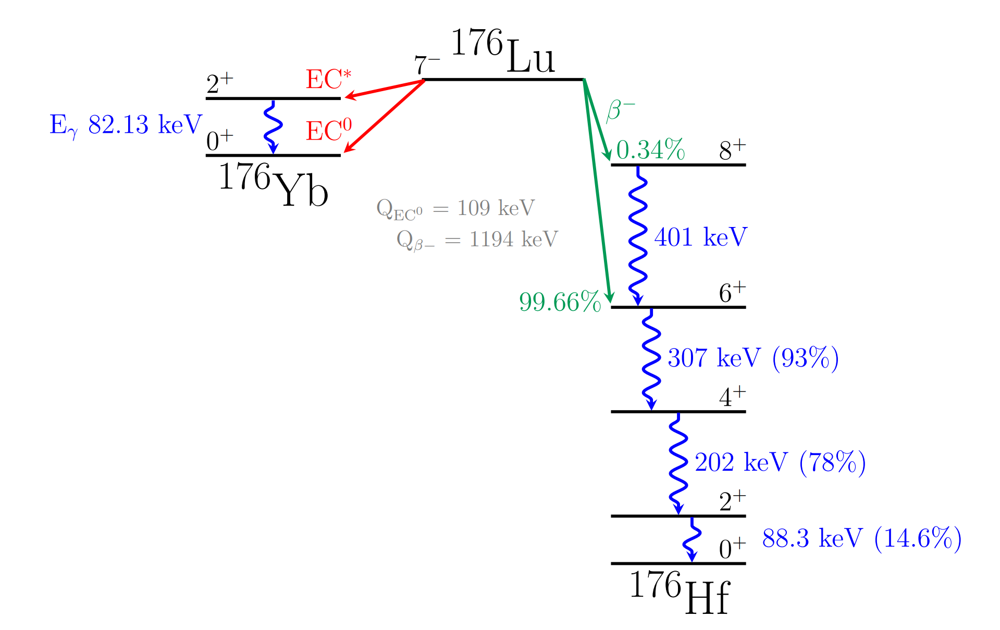 ¹⁷⁶Lu
7⁻
2⁺
EC*
E_γ 82.13 keV
EC⁰
0⁺
¹⁷⁶Yb
β⁻
0.34%
8⁺
Q_EC⁰ = 109 keV
Q_β− = 1194 keV
401 keV
99.66%
6⁺
307 keV (93%)
4⁺
202 keV (78%)
2⁺
88.3 keV (14.6%)
0⁺
¹⁷⁶Hf